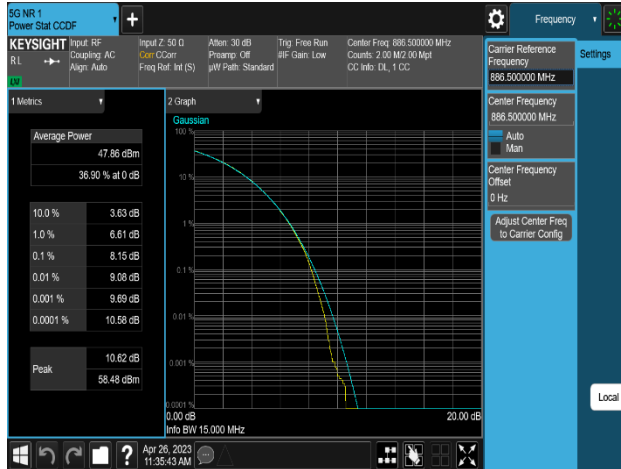 5G NR 1
Power Stat CCDF
Frequency
KEYSIGHT
R L
Input: RF
Coupling: AC
Align: Auto
Input Z: 50 Ω
Corr CCorr
Freq Ref: Int (S)
Atten: 30 dB
Preamp: Off
µW Path: Standard
Trig: Free Run
#IF Gain: Low
Center Freq: 886.500000 MHz
Counts: 2.00 M/2.00 Mpt
CC Info: DL, 1 CC
Carrier Reference
Frequency
886.500000 MHz
Settings
Center Frequency
886.500000 MHz
Auto
Man
Center Frequency
Offset
0 Hz
Adjust Center Freq
to Carrier Config
Local
1 Metrics
Average Power
47.86 dBm
36.90 % at 0 dB
10.0 % 3.63 dB
1.0 % 6.61 dB
0.1 % 8.15 dB
0.01 % 9.08 dB
0.001 % 9.69 dB
0.0001 % 10.58 dB
Peak
10.62 dB
58.48 dBm
2 Graph
Gaussian
100 %
10 %
1 %
0.1 %
0.01 %
0.001 %
0.0001 %
0.00 dB 20.00 dB
Info BW 15.000 MHz
?
Apr 26, 2023
11:35:43 AM